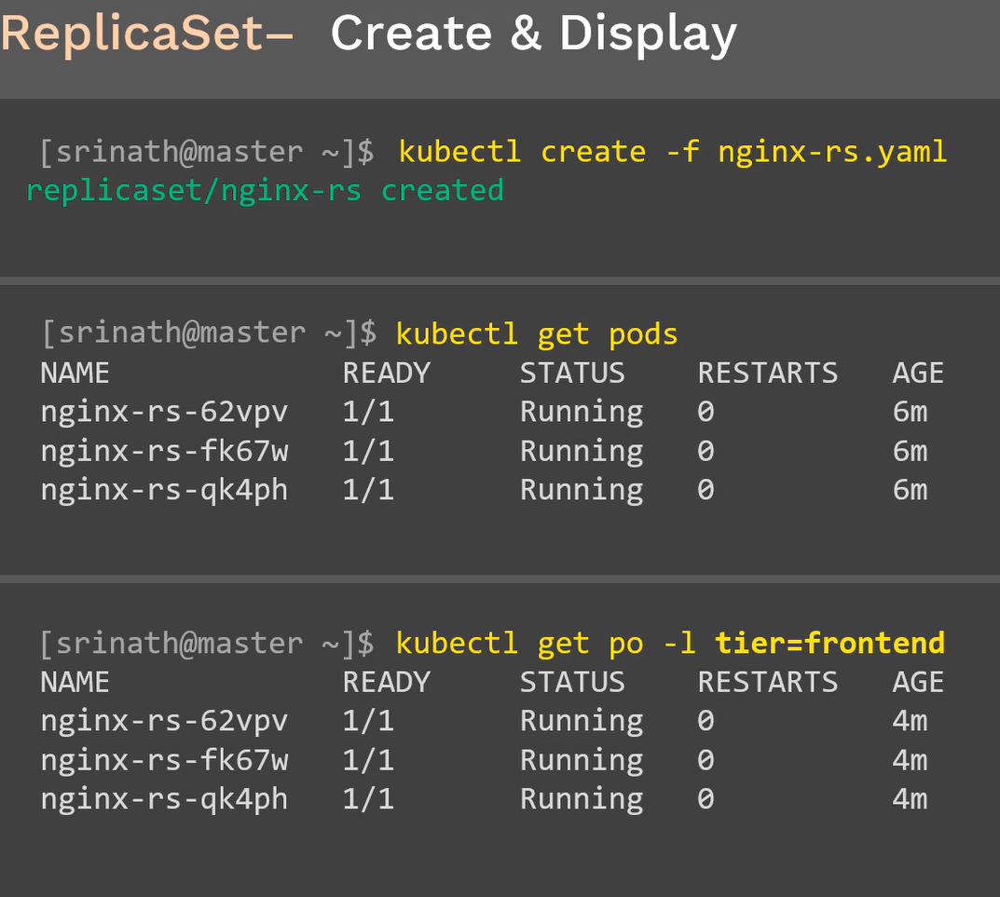 ReplicaSet– Create & Display
[srinath@master ~]$ kubectl create -f nginx-rs.yaml
replicaset/nginx-rs created
[srinath@master ~]$ kubectl get pods
NAME READY STATUS RESTARTS AGE
nginx-rs-62vpv 1/1 Running 0 6m
nginx-rs-fk67w 1/1 Running 0 6m
nginx-rs-qk4ph 1/1 Running 0 6m
[srinath@master ~]$ kubectl get po -l tier=frontend
NAME READY STATUS RESTARTS AGE
nginx-rs-62vpv 1/1 Running 0 4m
nginx-rs-fk67w 1/1 Running 0 4m
nginx-rs-qk4ph 1/1 Running 0 4m